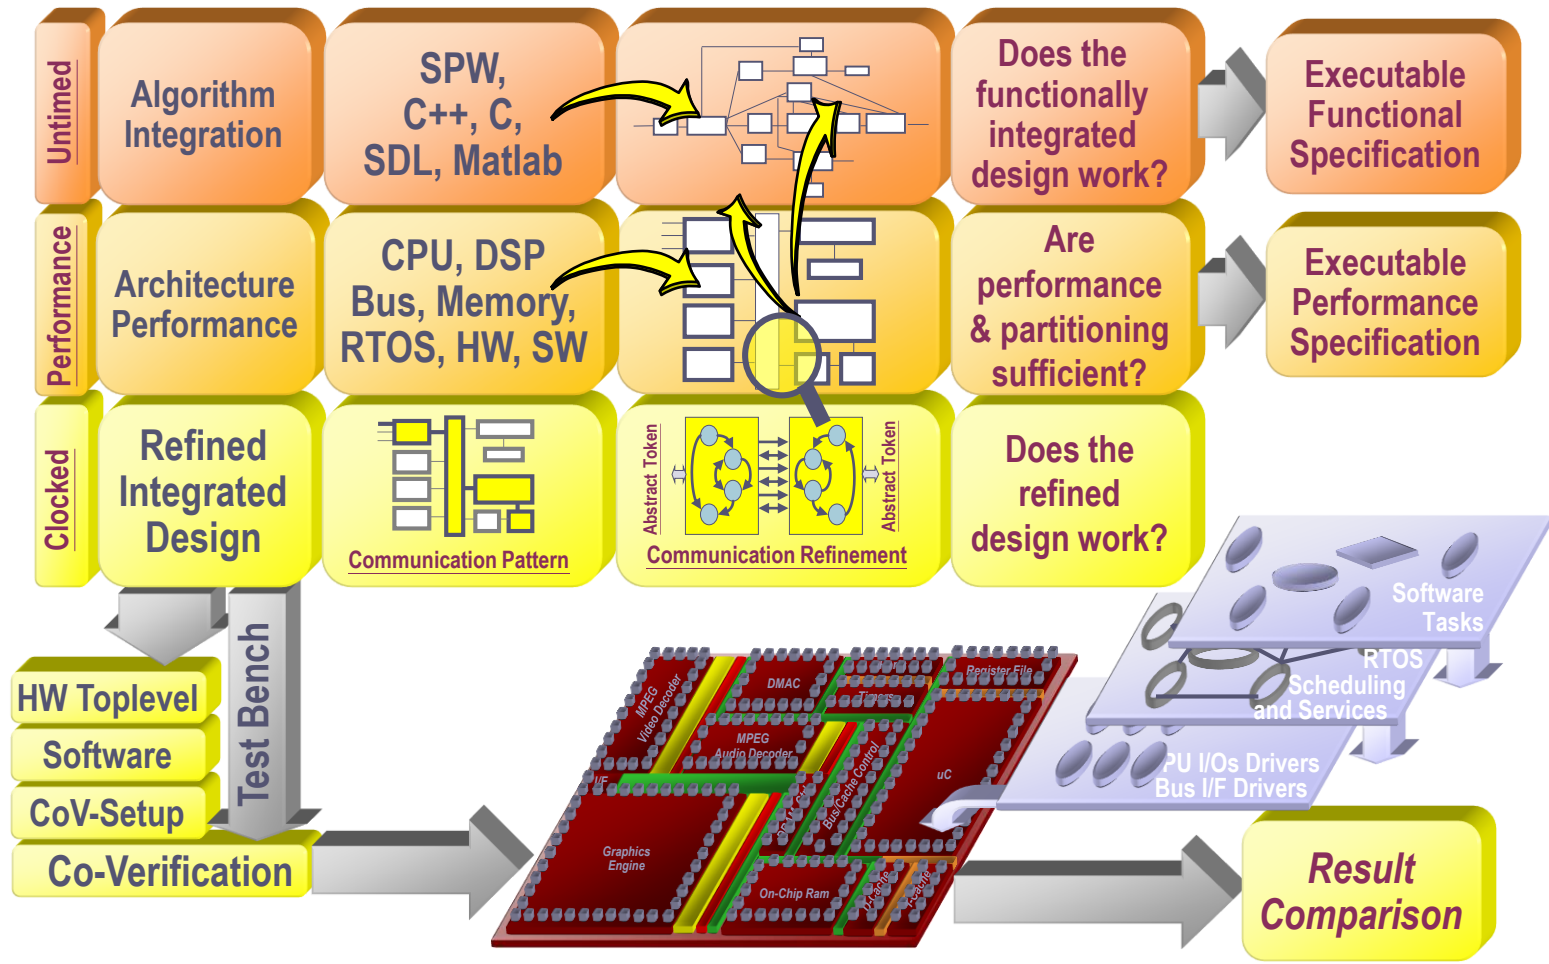 Untimed
Algorithm
Integration
SPW,
C++, C,
SDL, Matlab
Does the
functionally
integrated
design work?
Executable
Functional
Specification
Performance
Architecture
Performance
CPU, DSP
Bus, Memory,
RTOS, HW, SW
Are
performance
& partitioning
sufficient?
Executable
Performance
Specification
Clocked
Refined
Integrated
Design
Communication Pattern
Abstract Token
Abstract Token
Communication Refinement
Does the
refined
design work?
Software
Tasks
RTOS
Scheduling
and Services
PU I/Os Drivers
Bus I/F Drivers
HW Toplevel
Software
CoV-Setup
Co-Verification
Test Bench
MPEG
Video Decoder
DMAC
Timers
Register File
MPEG
Audio Decoder
I/F
Bus/Cache Control
uC
Graphics
Engine
On-Chip Ram
D-Cache
I-Cache
Result
Comparison